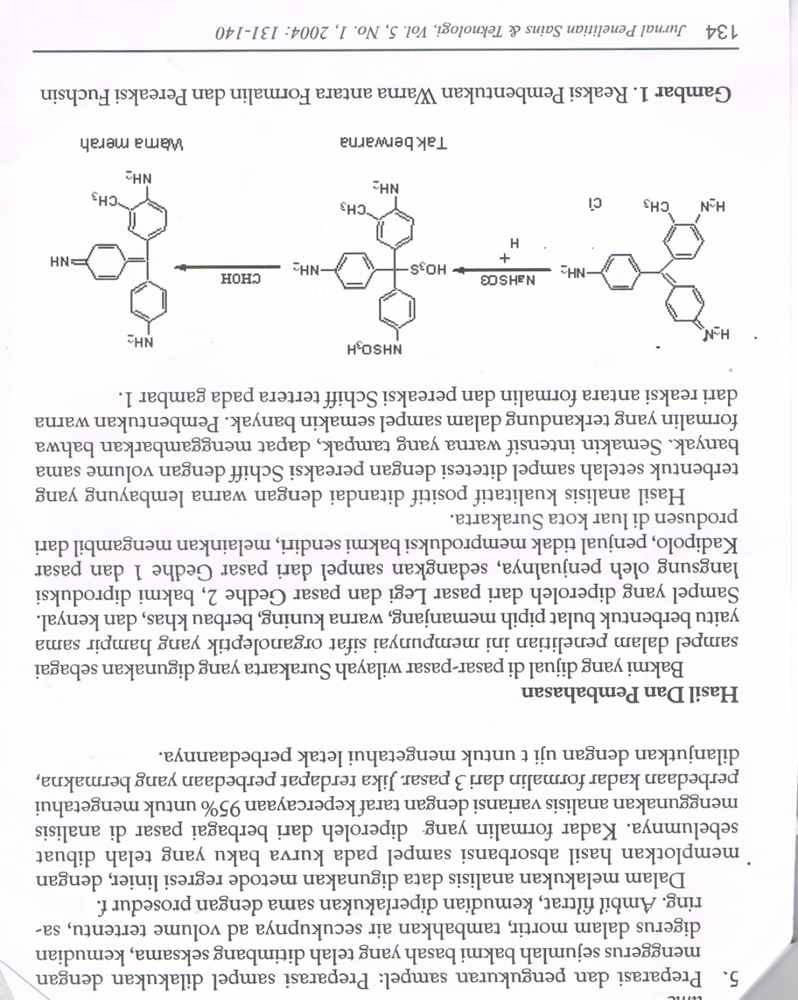 5. Preparasi dan pengukuran sampel: Preparasi sampel dilakukan dengan
menggerus sejumlah bakmi basah yang telah ditimbang seksama, kemudian
digerus dalam mortir, tambahkan air secukupnya ad volume tertentu, sa-
ring. Ambil filtrat, kemudian diperlakukan sama dengan prosedur f.
Dalam melakukan analisis data digunakan metode regresi linier, dengan
memplotkan hasil absorbansi sampel pada kurva baku yang telah dibuat
sebelumnya. Kadar formalin yang diperoleh dari berbagai pasar di analisis
menggunakan analisis variansi dengan taraf kepercayaan 95% untuk mengetahui
perbedaan kadar formalin dari 3 pasar. Jika terdapat perbedaan yang bermakna,
dilanjutkan dengan uji t untuk mengetahui letak perbedaannya.
Hasil Dan Pembahasan
Bakmi yang dijual di pasar-pasar wilayah Surakarta yang digunakan sebagai
sampel dalam penelitian ini mempunyai sifat organoleptik yang hampir sama
yaitu berbentuk bulat pipih memanjang, warna kuning, berbau khas, dan kenyal.
Sampel yang diperoleh dari pasar Legi dan pasar Gedhe 2, bakmi diproduksi
langsung oleh penjualnya, sedangkan sampel dari pasar Gedhe 1 dan pasar
Kadipolo, penjual tidak memproduksi bakmi sendiri, melainkan mengambil dari
produsen di luar kota Surakarta.
Hasil analisis kualitatif positif ditandai dengan warna lembayung yang
terbentuk setelah sampel ditetesi dengan pereaksi Schiff dengan volume sama
banyak. Semakin intensif warna yang tampak, dapat menggambarkan bahwa
formalin yang terkandung dalam sampel semakin banyak. Pembentukan warna
dari reaksi antara formalin dan pereaksi Schiff tertera pada gambar 1.
H2N NHSO3H NH2
NH2 NaHSO3 HO3S NH2 CHOH NH
+
H
H2N CH3 Cl CH3 NH2 CH3 NH2
Tak berwarna Warna merah
Gambar 1. Reaksi Pembentukan Warna antara Formalin dan Pereaksi Fuchsin
134 Jurnal Penelitian Sains & Teknologi, Vol. 5, No. 1, 2004: 131-140